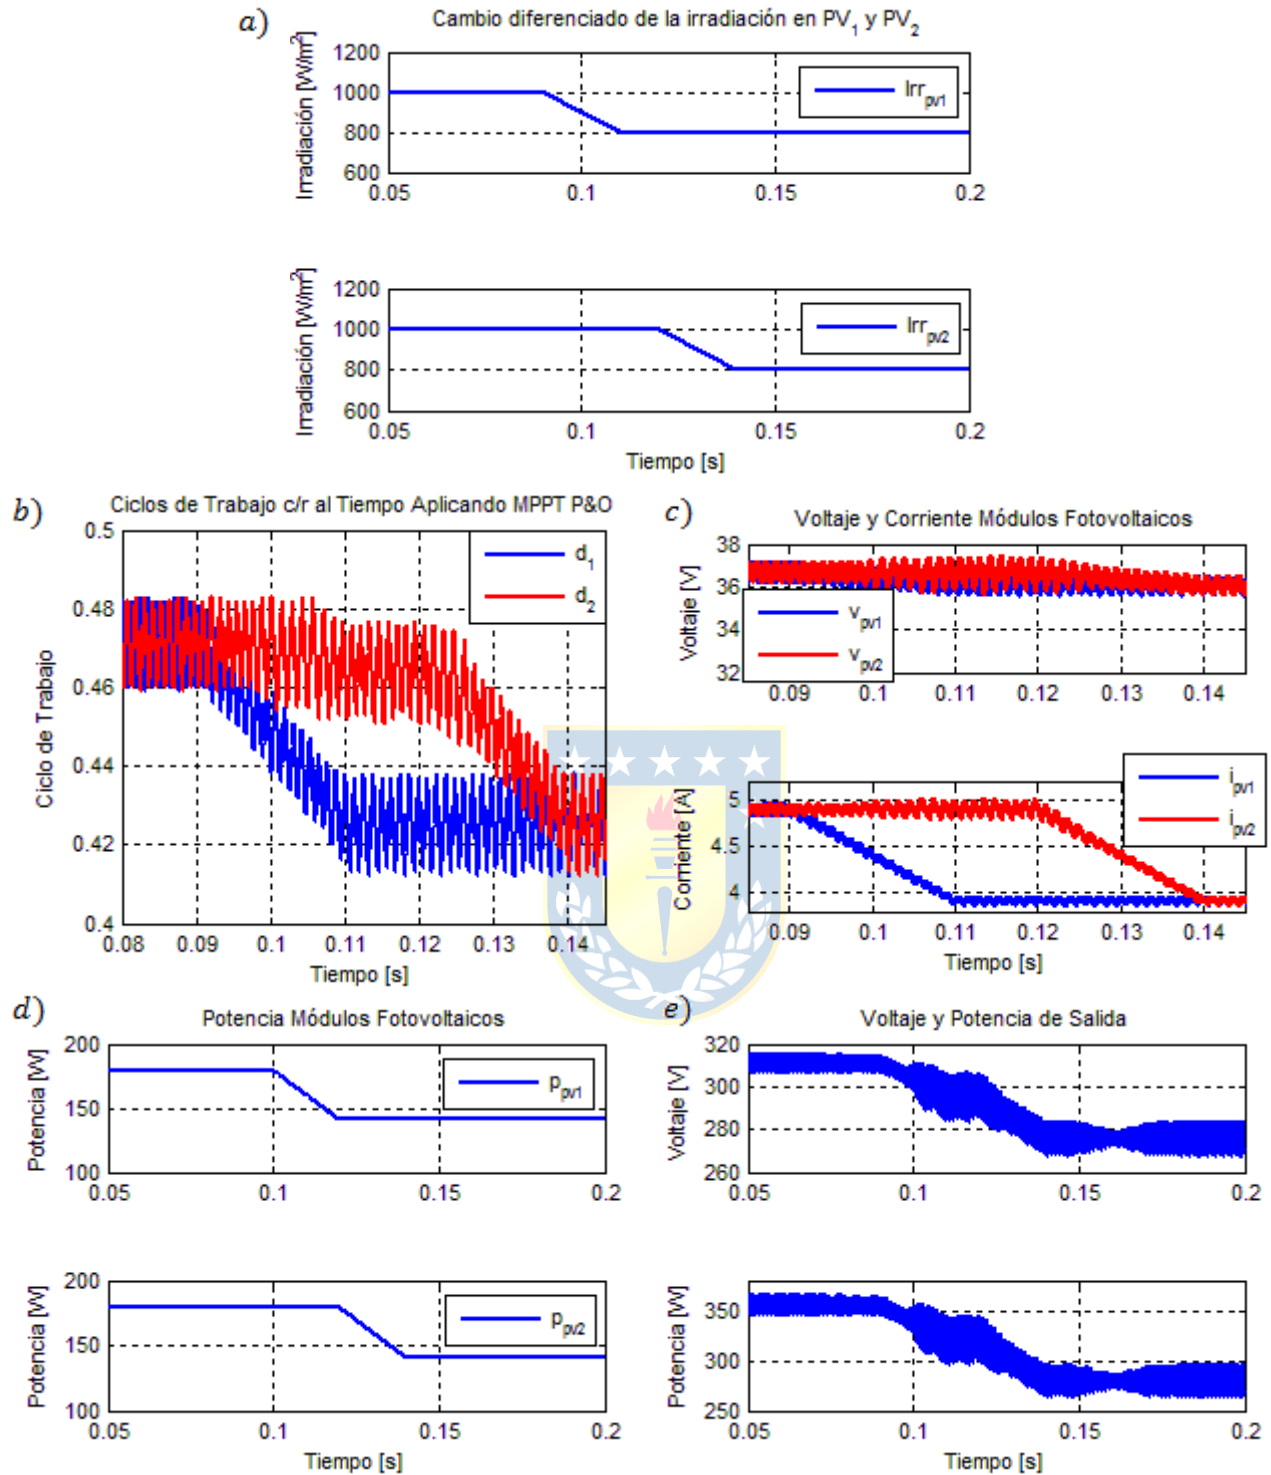 a)
Cambio diferenciado de la irradiación en PV1 y PV2
Irradiación [W/m2]
1200
1000
800
600
Irrpv1
0.05 0.1 0.15 0.2
Irradiación [W/m2]
1200
1000
800
600
Irrpv2
0.05 0.1 0.15 0.2
Tiempo [s]
b)
Ciclos de Trabajo c/r al Tiempo Aplicando MPPT P&O
Ciclo de Trabajo
0.5
0.48
0.46
0.44
0.42
0.4
d1
d2
0.08 0.09 0.1 0.11 0.12 0.13 0.14
Tiempo [s]
c)
Voltaje y Corriente Módulos Fotovoltaicos
Voltaje [V]
38
36
34
32
vpv1
vpv2
0.09 0.1 0.11 0.12 0.13 0.14
Corriente [A]
5
4.5
4
ipv1
ipv2
0.09 0.1 0.11 0.12 0.13 0.14
Tiempo [s]
d)
Potencia Módulos Fotovoltaicos
Potencia [W]
200
150
100
ppv1
0.05 0.1 0.15 0.2
Potencia [W]
200
150
100
ppv2
0.05 0.1 0.15 0.2
Tiempo [s]
e)
Voltaje y Potencia de Salida
Voltaje [V]
320
300
280
260
0.05 0.1 0.15 0.2
Potencia [W]
350
300
250
0.05 0.1 0.15 0.2
Tiempo [s]